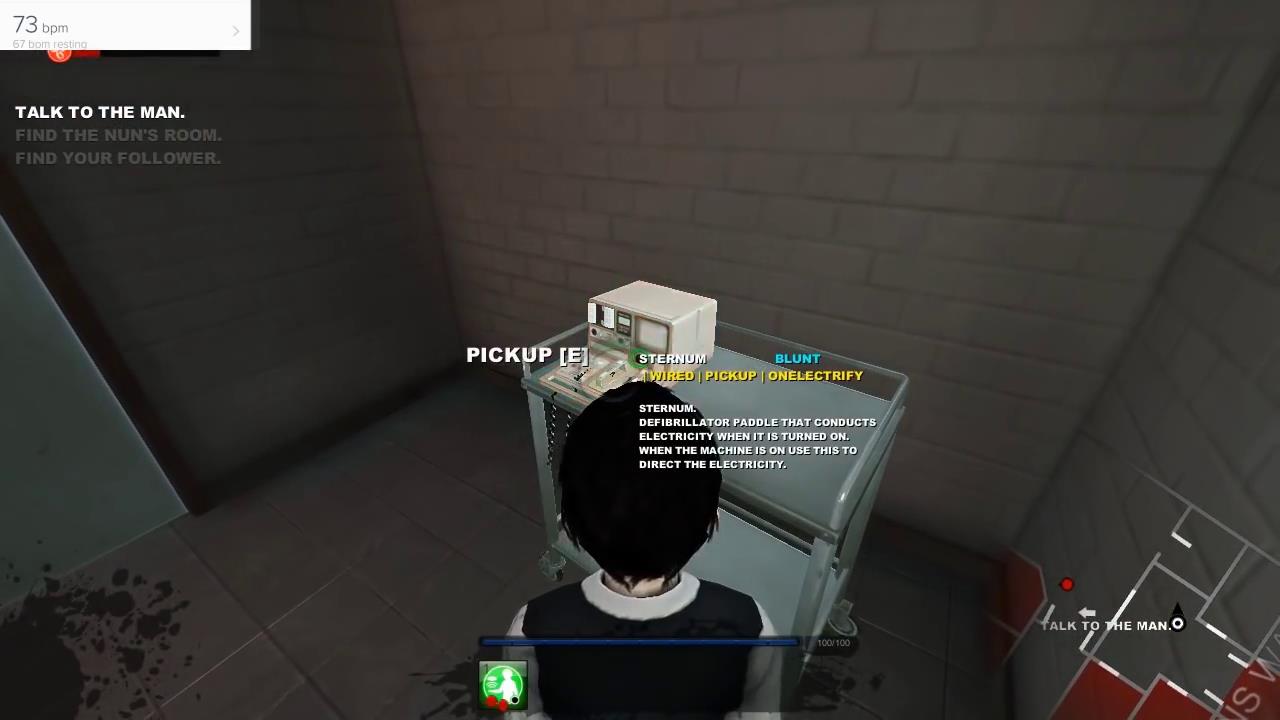 73 bpm
67 bpm resting
TALK TO THE MAN.
FIND THE NUN'S ROOM.
FIND YOUR FOLLOWER.
PICKUP [E]
STERNUM BLUNT
| WIRED | PICKUP | ONELECTRIFY
STERNUM.
DEFIBRILLATOR PADDLE THAT CONDUCTS
ELECTRICITY WHEN IT IS TURNED ON.
WHEN THE MACHINE IS ON USE THIS TO
DIRECT THE ELECTRICITY.
TALK TO THE MAN.
100/100